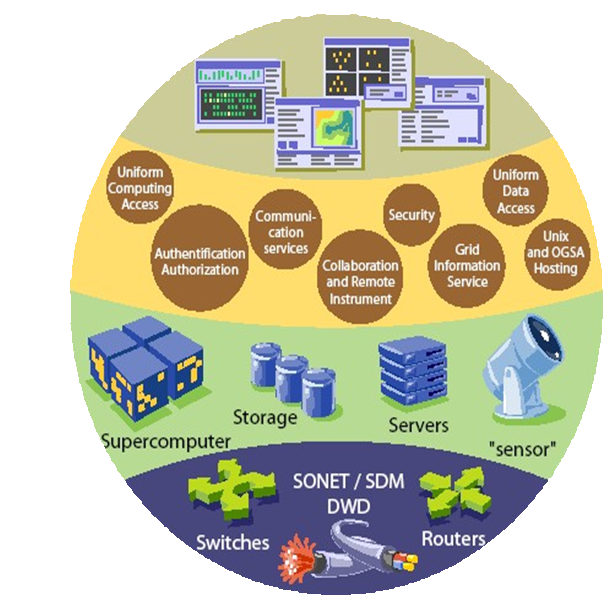 Uniform
Computing
Access
Authentification
Authorization
Communi-
cation
services
Collaboration
and Remote
Instrument
Security
Grid
Information
Service
Uniform
Data
Access
Unix
and OGSA
Hosting
Supercomputer
Storage
Servers
"sensor"
SONET / SDM
DWD
Switches
Routers